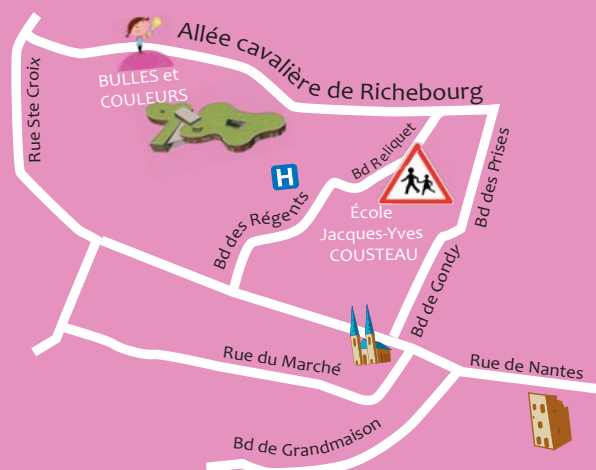 Allée cavalière de Richebourg
BULLES et
COULEURS
Rue Ste Croix
Bd Reliquet
Bd des Prises
H
Bd des Régents
École
Jacques-Yves
COUSTEAU
Bd de Gondy
Rue du Marché
Rue de Nantes
Bd de Grandmaison